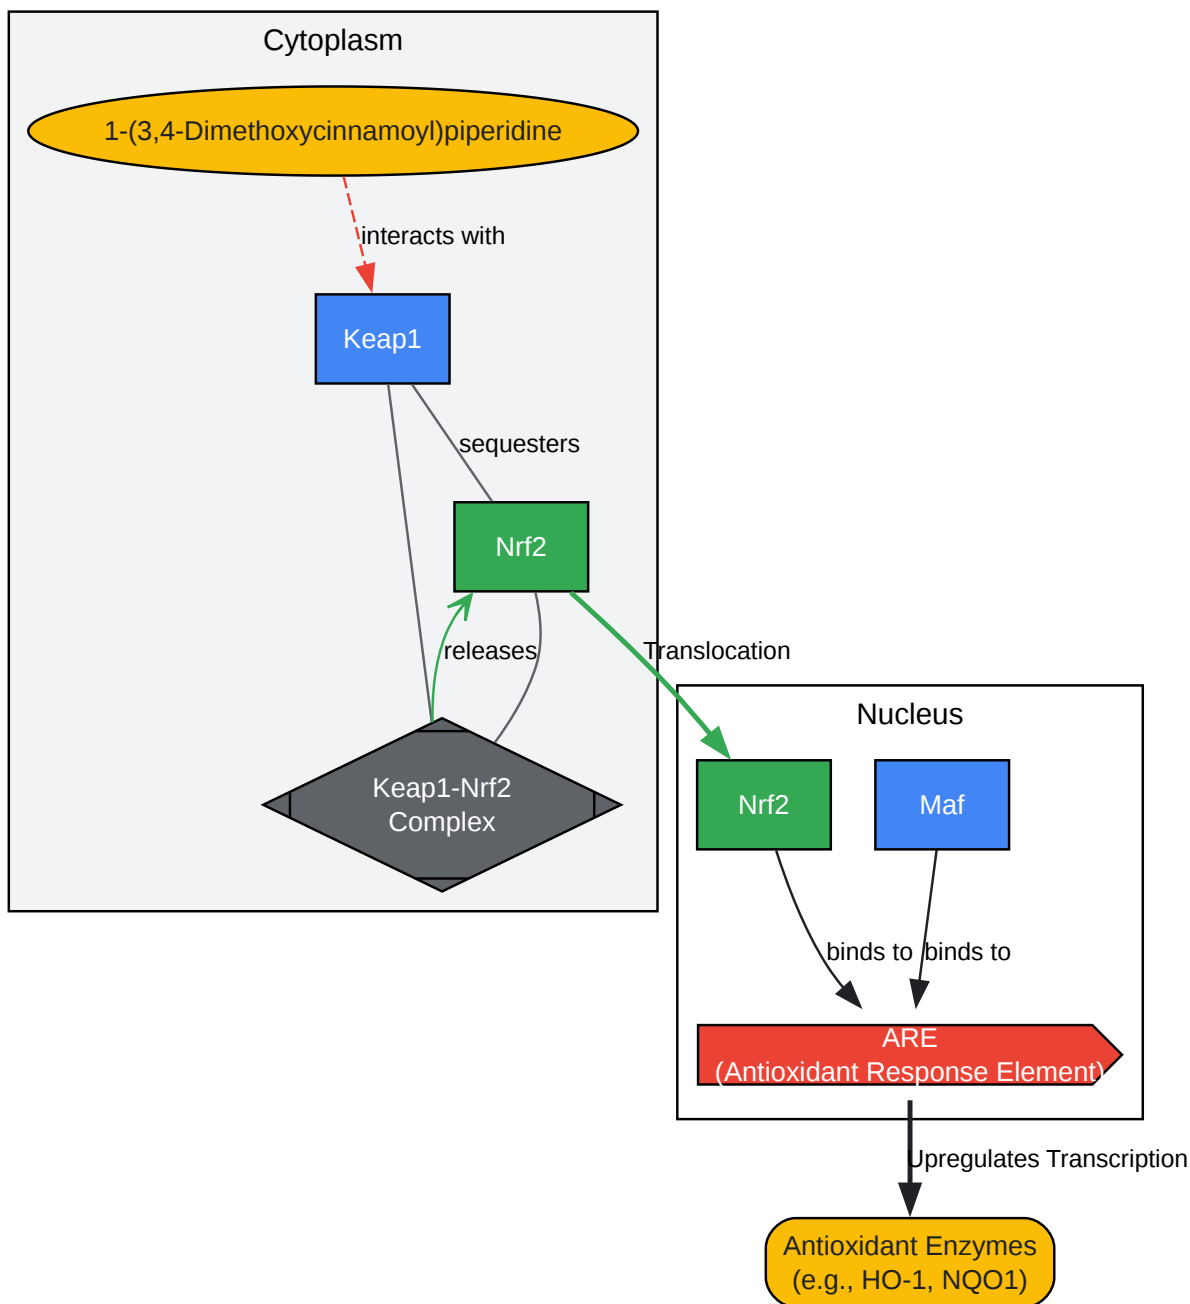 Cytoplasm
1-(3,4-Dimethoxycinnamoyl)piperidine
interacts with
Keap1
sequesters
Nrf2
releases
Translocation
Keap1-Nrf2
Complex
Nucleus
Nrf2
Maf
binds to
binds to
ARE
(Antioxidant Response Element)
Upregulates Transcription
Antioxidant Enzymes
(e.g., HO-1, NQO1)